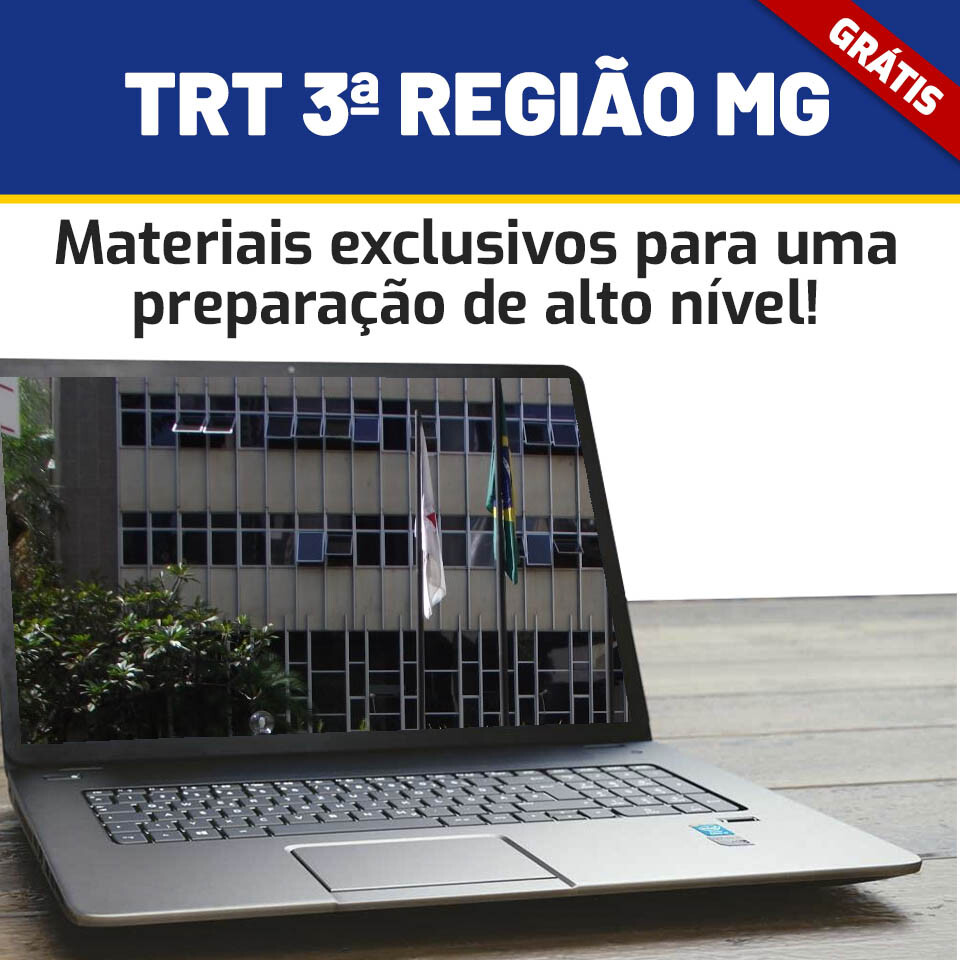 GRÁTIS
TRT 3ª REGIÃO MG
Materiais exclusivos para uma
preparação de alto nível!